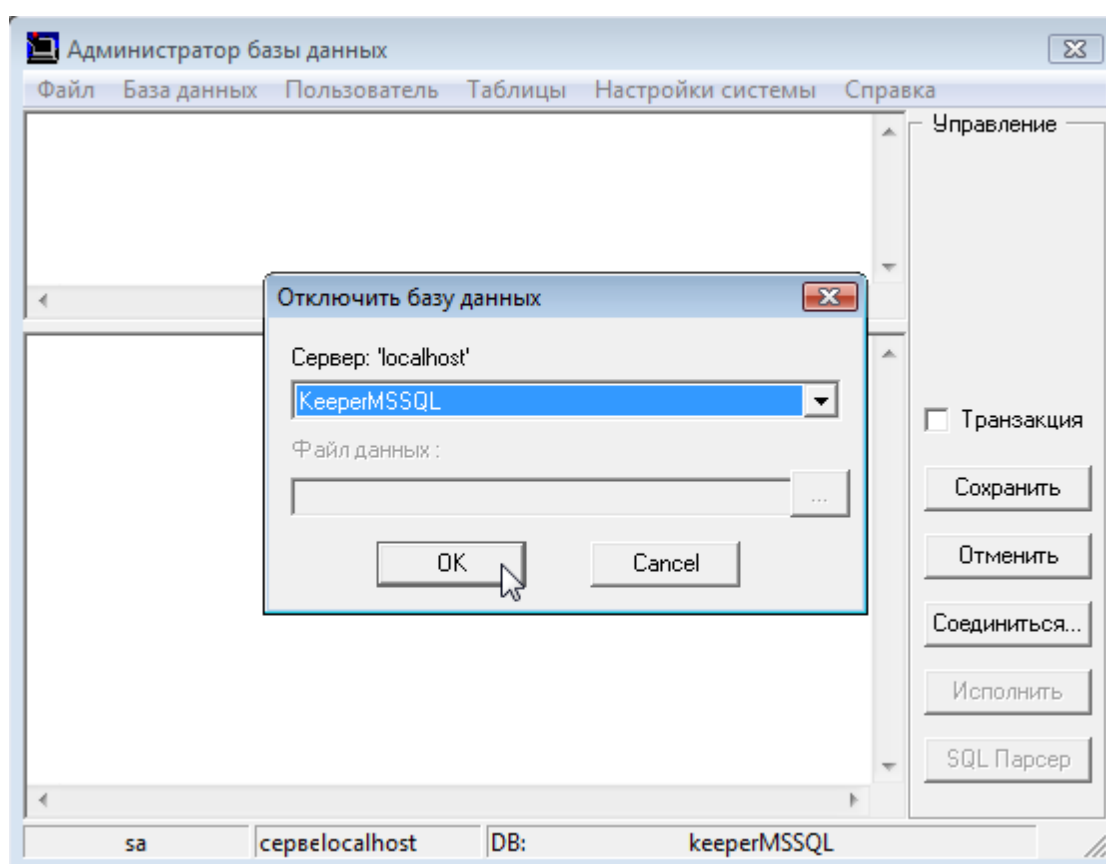 Администратор базы данных
Файл База данных Пользователь Таблицы Настройки системы Справка
Управление
Отключить базу данных
Сервер: 'localhost'
KeeperMSSQL
Файл данных :
...
OK Cancel
Транзакция
Сохранить
Отменить
Соединиться...
Исполнить
SQL Парсер
sa серверlocalhost DB: keeperMSSQL